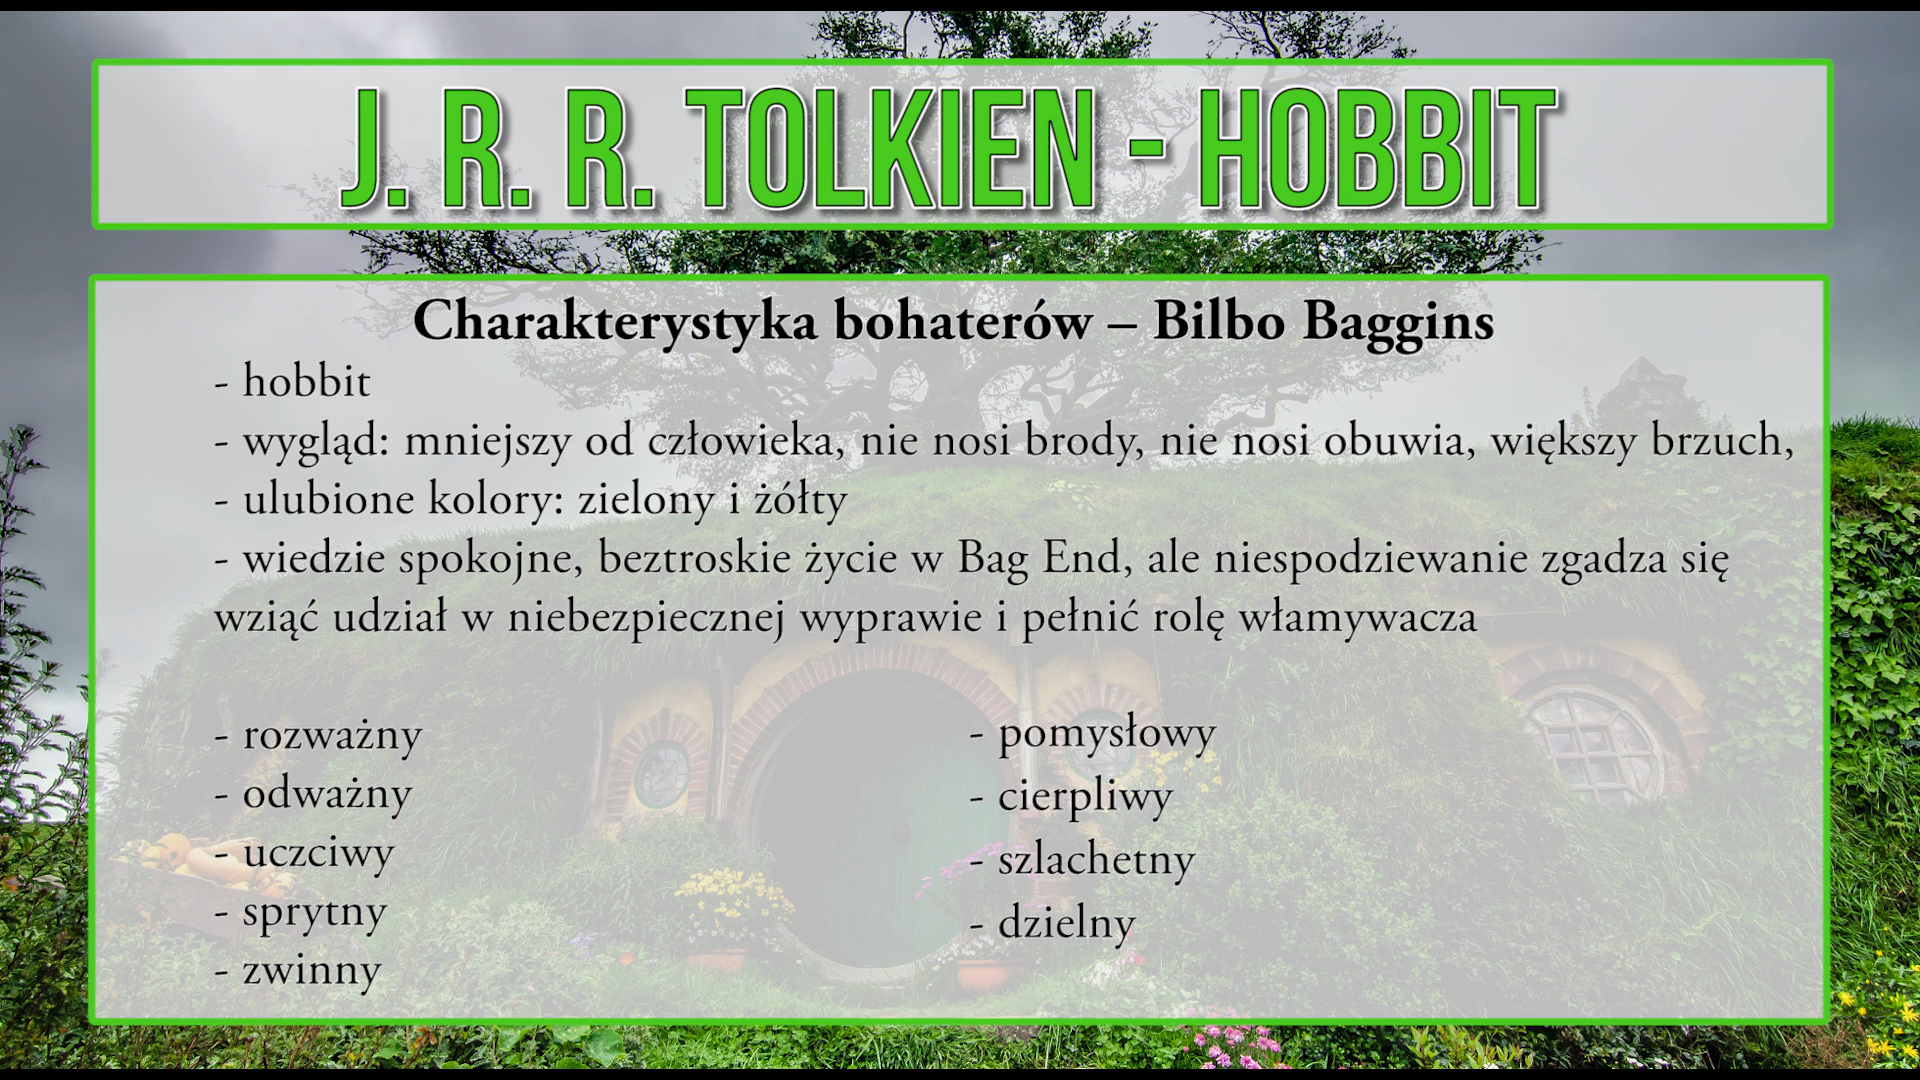 J. R. R. TOLKIEN - HOBBIT
Charakterystyka bohaterów – Bilbo Baggins
- hobbit
- wygląd: mniejszy od człowieka, nie nosi brody, nie nosi obuwia, większy brzuch,
- ulubione kolory: zielony i żółty
- wiedzie spokojne, beztroskie życie w Bag End, ale niespodziewanie zgadza się
wziąć udział w niebezpiecznej wyprawie i pełnić rolę włamywacza
- rozważny
- odważny
- uczciwy
- sprytny
- zwinny
- pomysłowy
- cierpliwy
- szlachetny
- dzielny